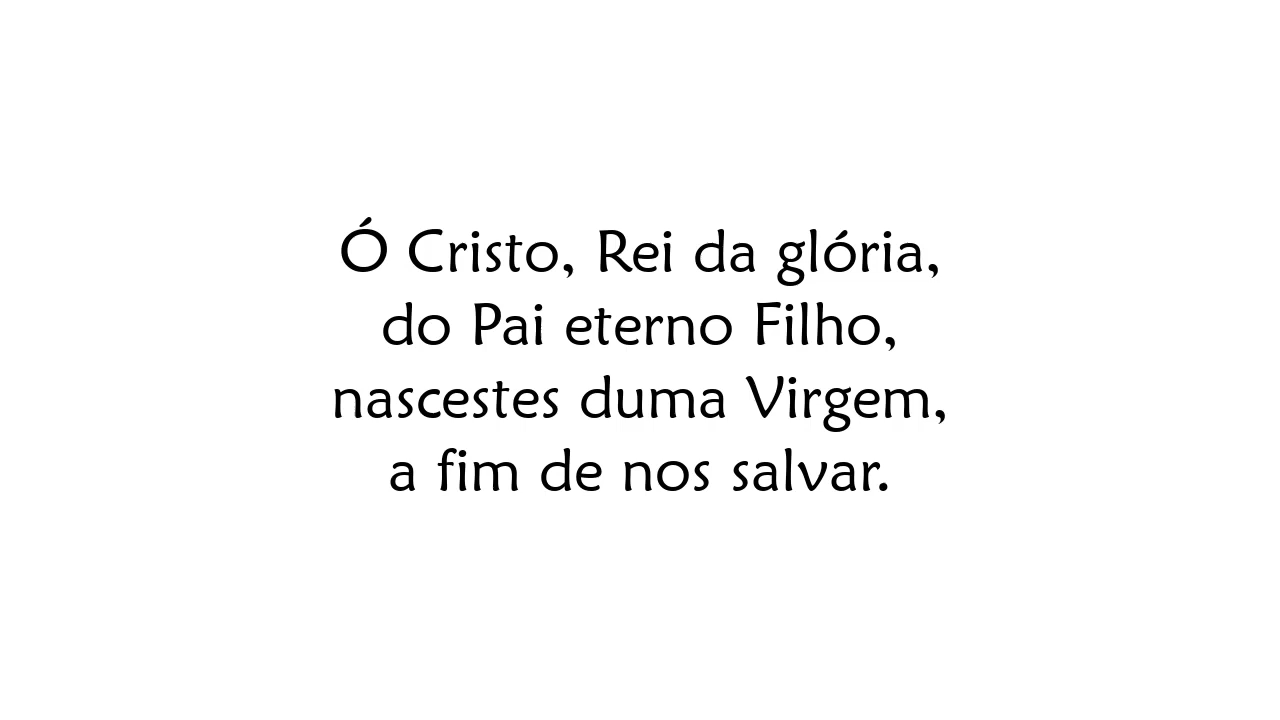 Ó Cristo, Rei da glória,
do Pai eterno Filho,
nascestes duma Virgem,
a fim de nos salvar.